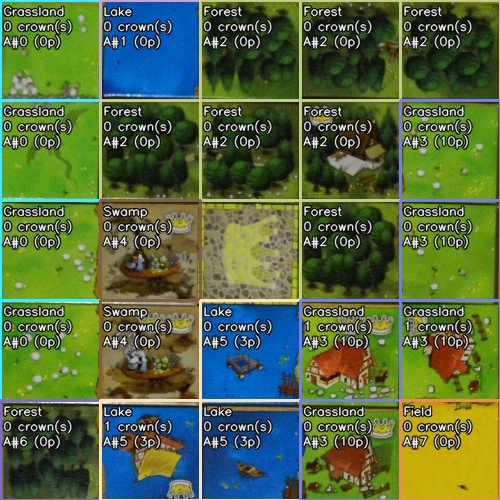 Grassland
0 crown(s)
A#0 (0p)
Lake
0 crown(s)
A#1 (0p)
Forest
0 crown(s)
A#2 (0p)
Forest
0 crown(s)
A#2 (0p)
Forest
0 crown(s)
A#2 (0p)
Grassland
0 crown(s)
A#0 (0p)
Forest
0 crown(s)
A#2 (0p)
Forest
0 crown(s)
A#2 (0p)
Forest
0 crown(s)
A#2 (0p)
Grassland
0 crown(s)
A#3 (10p)
Grassland
0 crown(s)
A#0 (0p)
Swamp
0 crown(s)
A#4 (0p)
Forest
0 crown(s)
A#2 (0p)
Grassland
0 crown(s)
A#3 (10p)
Grassland
0 crown(s)
A#0 (0p)
Swamp
0 crown(s)
A#4 (0p)
Lake
0 crown(s)
A#5 (3p)
Grassland
1 crown(s)
A#3 (10p)
Grassland
1 crown(s)
A#3 (10p)
Forest
0 crown(s)
A#6 (0p)
Lake
1 crown(s)
A#5 (3p)
Lake
0 crown(s)
A#5 (3p)
Grassland
0 crown(s)
A#3 (10p)
Field
0 crown(s)
A#7 (0p)